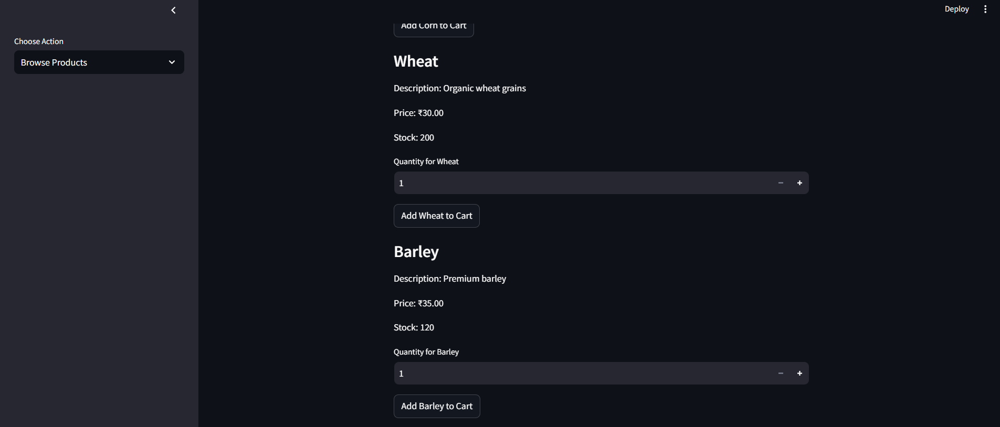 Deploy
Choose Action
Browse Products
Add Corn to Cart
Wheat
Description: Organic wheat grains
Price: ₹30.00
Stock: 200
Quantity for Wheat
1
Add Wheat to Cart
Barley
Description: Premium barley
Price: ₹35.00
Stock: 120
Quantity for Barley
1
Add Barley to Cart